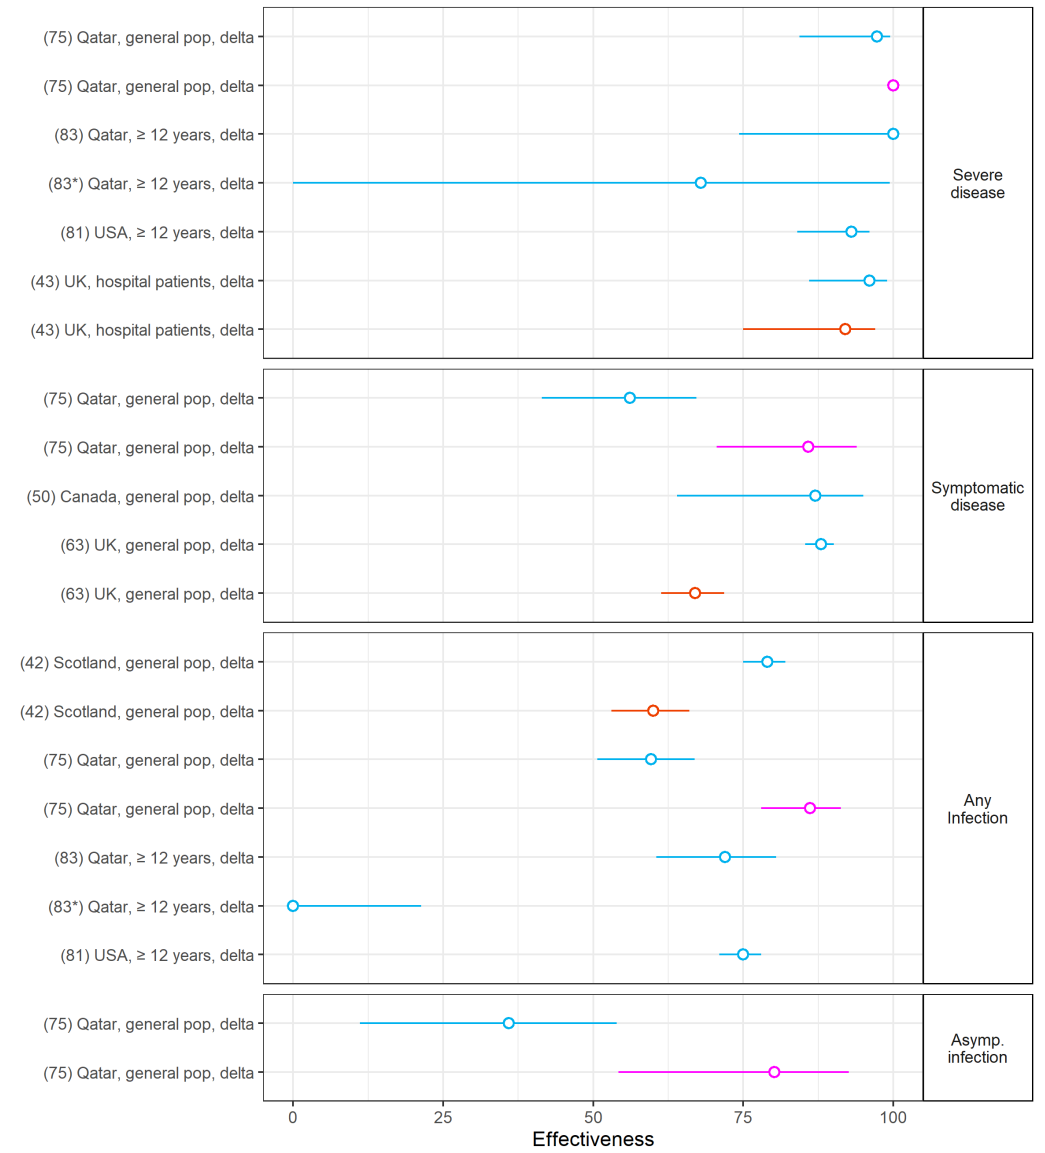 (75) Qatar, general pop, delta
(75) Qatar, general pop, delta
(83) Qatar, ≥ 12 years, delta
(83*) Qatar, ≥ 12 years, delta
(81) USA, ≥ 12 years, delta
(43) UK, hospital patients, delta
(43) UK, hospital patients, delta
Severe
disease
(75) Qatar, general pop, delta
(75) Qatar, general pop, delta
(50) Canada, general pop, delta
(63) UK, general pop, delta
(63) UK, general pop, delta
Symptomatic
disease
(42) Scotland, general pop, delta
(42) Scotland, general pop, delta
(75) Qatar, general pop, delta
(75) Qatar, general pop, delta
(83) Qatar, ≥ 12 years, delta
(83*) Qatar, ≥ 12 years, delta
(81) USA, ≥ 12 years, delta
Any
Infection
(75) Qatar, general pop, delta
(75) Qatar, general pop, delta
Asymp.
infection
0 25 50 75 100
Effectiveness